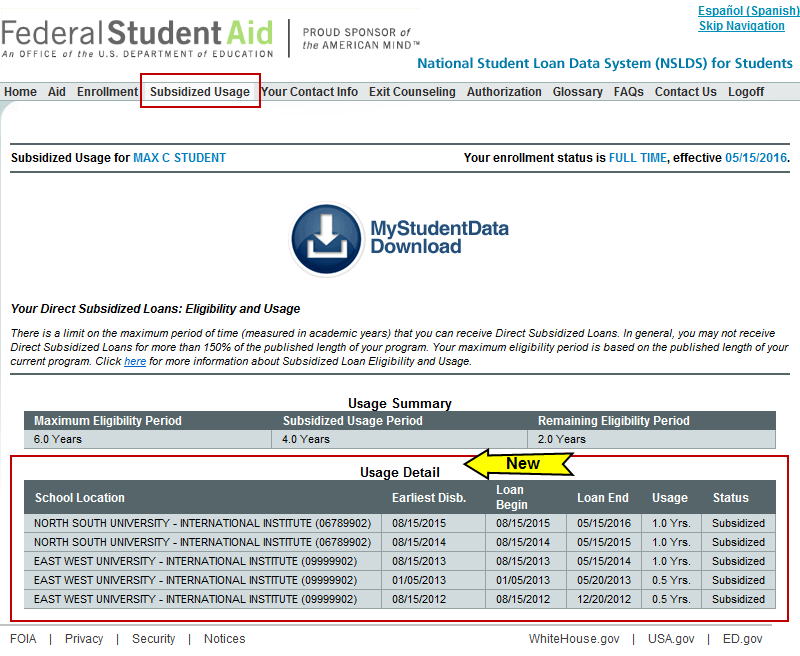 Español (Spanish)
Skip Navigation
Federal Student Aid
An OFFICE of the U.S. DEPARTMENT of EDUCATION
PROUD SPONSOR of
the AMERICAN MIND™
National Student Loan Data System (NSLDS) for Students
Home Aid Enrollment Subsidized Usage Your Contact Info Exit Counseling Authorization Glossary FAQs Contact Us Logoff
Subsidized Usage for MAX C STUDENT Your enrollment status is FULL TIME, effective 05/15/2016.
MyStudentData
Download
Your Direct Subsidized Loans: Eligibility and Usage
There is a limit on the maximum period of time (measured in academic years) that you can receive Direct Subsidized Loans. In general, you may not receive
Direct Subsidized Loans for more than 150% of the published length of your program. Your maximum eligibility period is based on the published length of your
current program. Click here for more information about Subsidized Loan Eligibility and Usage.
Usage Summary
Maximum Eligibility Period Subsidized Usage Period Remaining Eligibility Period
6.0 Years 4.0 Years 2.0 Years
New
Usage Detail
School Location Earliest Disb. Loan Begin Loan End Usage Status
NORTH SOUTH UNIVERSITY - INTERNATIONAL INSTITUTE (06789902) 08/15/2015 08/15/2015 05/15/2016 1.0 Yrs. Subsidized
NORTH SOUTH UNIVERSITY - INTERNATIONAL INSTITUTE (06789902) 08/15/2014 08/15/2014 05/15/2015 1.0 Yrs. Subsidized
EAST WEST UNIVERSITY - INTERNATIONAL INSTITUTE (09999902) 08/15/2013 08/15/2013 05/15/2014 1.0 Yrs. Subsidized
EAST WEST UNIVERSITY - INTERNATIONAL INSTITUTE (09999902) 01/05/2013 01/05/2013 05/20/2013 0.5 Yrs. Subsidized
EAST WEST UNIVERSITY - INTERNATIONAL INSTITUTE (09999902) 08/15/2012 08/15/2012 12/20/2012 0.5 Yrs. Subsidized
FOIA | Privacy | Security | Notices WhiteHouse.gov | USA.gov | ED.gov